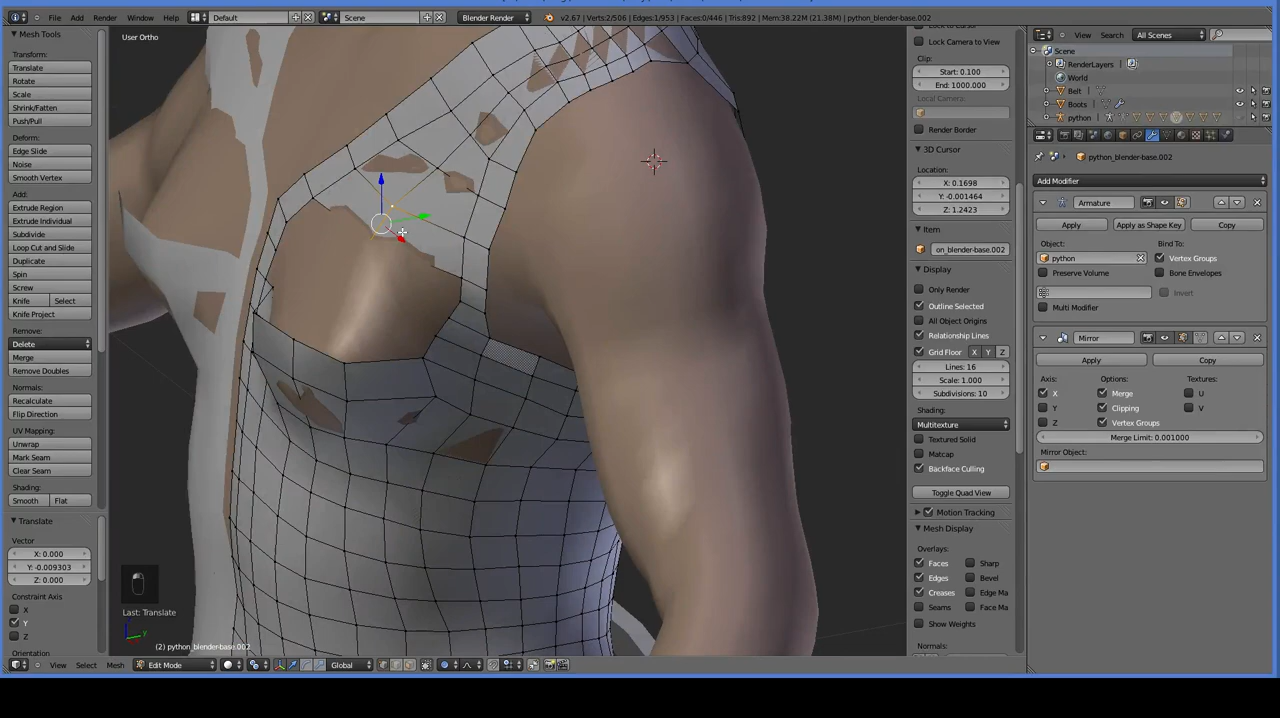 File Add Render Window Help Default Scene Blender Render v2.67 | Verts:2/506 | Edges:1/953 | Faces:0/446 | Tris:892 | Mem:38.22M (21.38M) | python_blender-base.002
Mesh Tools
Transform:
Translate
Rotate
Scale
Shrink/Fatten
Push/Pull
Deform:
Edge Slide
Noise
Smooth Vertex
Add:
Extrude Region
Extrude Individual
Subdivide
Loop Cut and Slide
Duplicate
Spin
Screw
Knife Select
Knife Project
Remove:
Delete
Merge
Remove Doubles
Normals:
Recalculate
Flip Direction
UV Mapping:
Unwrap
Mark Seam
Clear Seam
Shading:
Smooth Flat
Translate
Vector
X: 0.000
Y: -0.009303
Z: 0.000
Constraint Axis
X
Y
Z
Orientation
User Ortho
Last: Translate
z
y
(2) python_blender-base.002
View Select Mesh Edit Mode Global
Lock Camera to View
Clip:
Start: 0.100
End: 1000.000
Local Camera:
Render Border
3D Cursor
Location:
X: 0.1698
Y: -0.001464
Z: 1.2423
Item
on_blender-base.002
Display
Only Render
Outline Selected
All Object Origins
Relationship Lines
Grid Floor X Y Z
Lines: 16
Scale: 1.000
Subdivisions: 10
Shading:
Multitexture
Textured Solid
Matcap
Backface Culling
Toggle Quad View
Motion Tracking
Mesh Display
Overlays:
Faces Sharp
Edges Bevel
Creases Edge Ma
Seams Face Ma
Show Weights
Normals:
View Search All Scenes
Scene
RenderLayers
World
Belt
Boots
python
python_blender-base.002
Add Modifier
Armature
Apply Apply as Shape Key Copy
Object: Bind To:
python Vertex Groups
Preserve Volume Bone Envelopes
Invert
Multi Modifier
Mirror
Apply Copy
Axis: Options: Textures:
X Merge U
Y Clipping V
Z Vertex Groups
Merge Limit: 0.001000
Mirror Object: